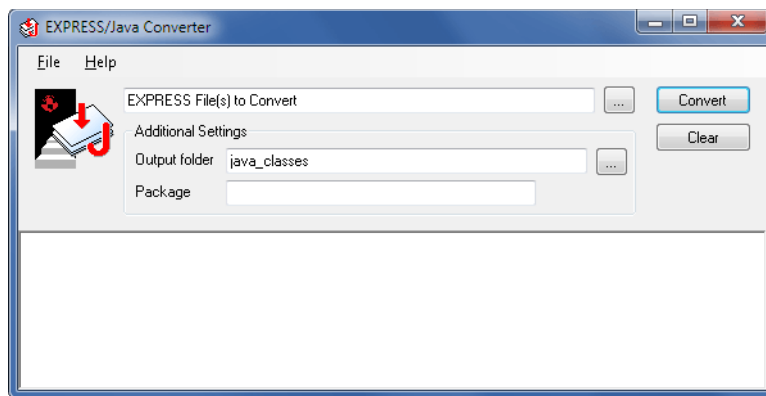 EXPRESS/Java Converter
File Help
EXPRESS File(s) to Convert ... Convert
Additional Settings Clear
Output folder java_classes ...
Package